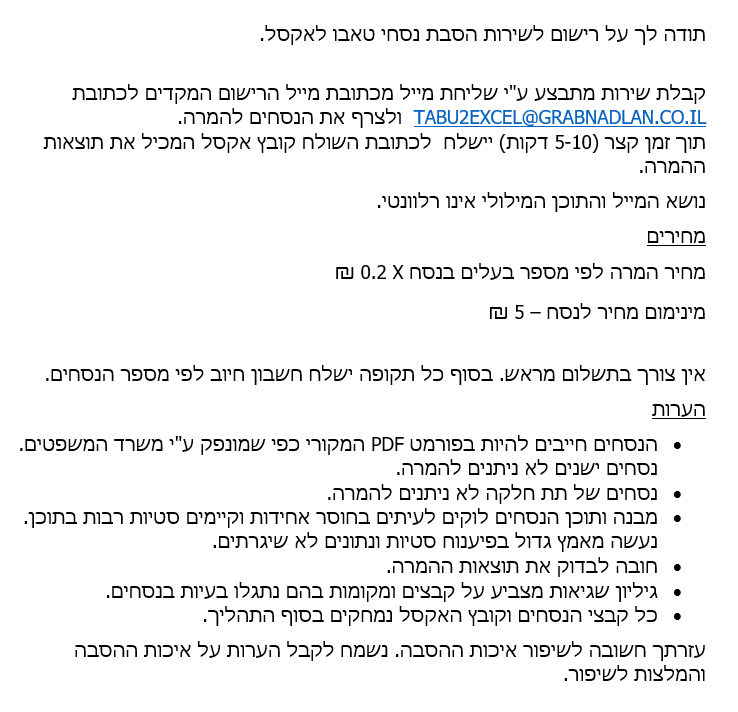 תודה לך על רישום לשירות הסבת נסחי טאבו לאקסל.
קבלת שירות מתבצע ע"י שליחת מייל מכתובת מייל הרישום המקדים לכתובת
TABU2EXCEL@GRABNADLAN.CO.IL ולצרף את הנסחים להמרה.
תוך זמן קצר (5-10 דקות) יישלח לכתובת השולח קובץ אקסל המכיל את תוצאות
ההמרה.
נושא המייל והתוכן המילולי אינו רלוונטי.
מחירים
מחיר המרה לפי מספר בעלים בנסח X 0.2 ₪
מינימום מחיר לנסח – 5 ₪
אין צורך בתשלום מראש. בסוף כל תקופה ישלח חשבון חיוב לפי מספר הנסחים.
הערות
• הנסחים חייבים להיות בפורמט PDF המקורי כפי שמונפק ע"י משרד המשפטים.
נסחים ישנים לא ניתנים להמרה.
• נסחים של תת חלקה לא ניתנים להמרה.
• מבנה ותוכן הנסחים לוקים לעיתים בחוסר אחידות וקיימים סטיות רבות בתוכן.
נעשה מאמץ גדול בפיענוח סטיות ונתונים לא שיגרתים.
• חובה לבדוק את תוצאות ההמרה.
• גיליון שגיאות מצביע על קבצים ומקומות בהם נתגלו בעיות בנסחים.
• כל קבצי הנסחים וקובץ האקסל נמחקים בסוף התהליך.
עזרתך חשובה לשיפור איכות ההסבה. נשמח לקבל הערות על איכות ההסבה
והמלצות לשיפור.